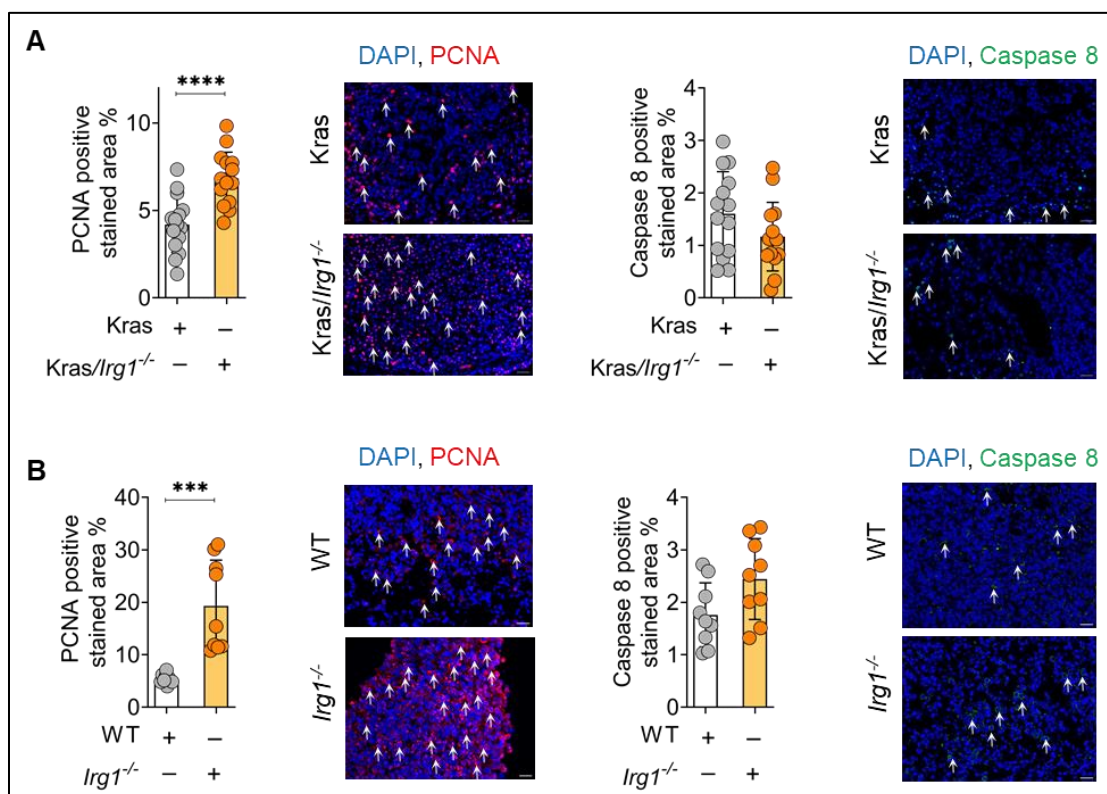 A
DAPI, PCNA
DAPI, Caspase 8
****
PCNA positive
stained area %
10
5
0
Kras + –
Kras/Irg1-/- – +
Kras
Kras/Irg1-/-
Caspase 8 positive
stained area %
4
3
2
1
0
Kras + –
Kras/Irg1-/- – +
Kras
Kras/Irg1-/-
B
DAPI, PCNA
DAPI, Caspase 8
***
PCNA positive
stained area %
40
30
20
10
0
WT + –
Irg1-/- – +
WT
Irg1-/-
Caspase 8 positive
stained area %
4
3
2
1
0
WT + –
Irg1-/- – +
WT
Irg1-/-